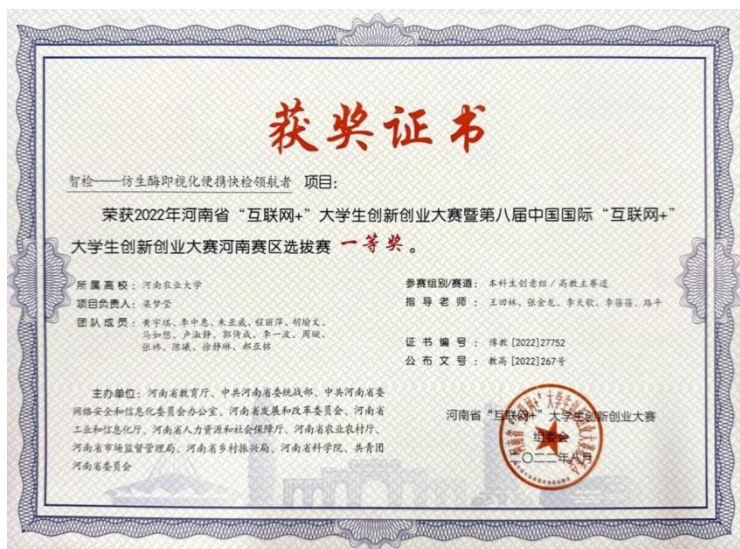 获奖证书
智检——仿生酶即视化便携快检领航者 项目：
荣获2022年河南省“互联网+”大学生创新创业大赛暨第八届中国国际“互联网+”
大学生创新创业大赛河南赛区选拔赛 一等奖。
所属高校：河南农业大学
项目负责人：梁梦莹
团队成员：黄宇琪、李中惠、朱亚威、程丽萍、胡瑜文、
马如想、卢淑静、郭倩成、李一波、周璇、
张祎、陈曦、徐静琳、郝亚铭
参赛组别/赛道：本科生创意组/高教主赛道
指导老师：王田林、张金龙、李天歌、李蓓蓓、路平
证书编号：豫教[2022]27752
公布文号：教高[2022]267号
主办单位：河南省教育厅、中共河南省委统战部、中共河南省委
网络安全和信息化委员会办公室、河南省发展和改革委员会、河南省
工业和信息化厅、河南省人力资源和社会保障厅、河南省农业农村厅、
河南省市场监督管理局、河南省乡村振兴局、河南省科学院、共青团
河南省委员会
河南省“互联网+”大学生创新创业大赛
组委会
二〇二二年八月